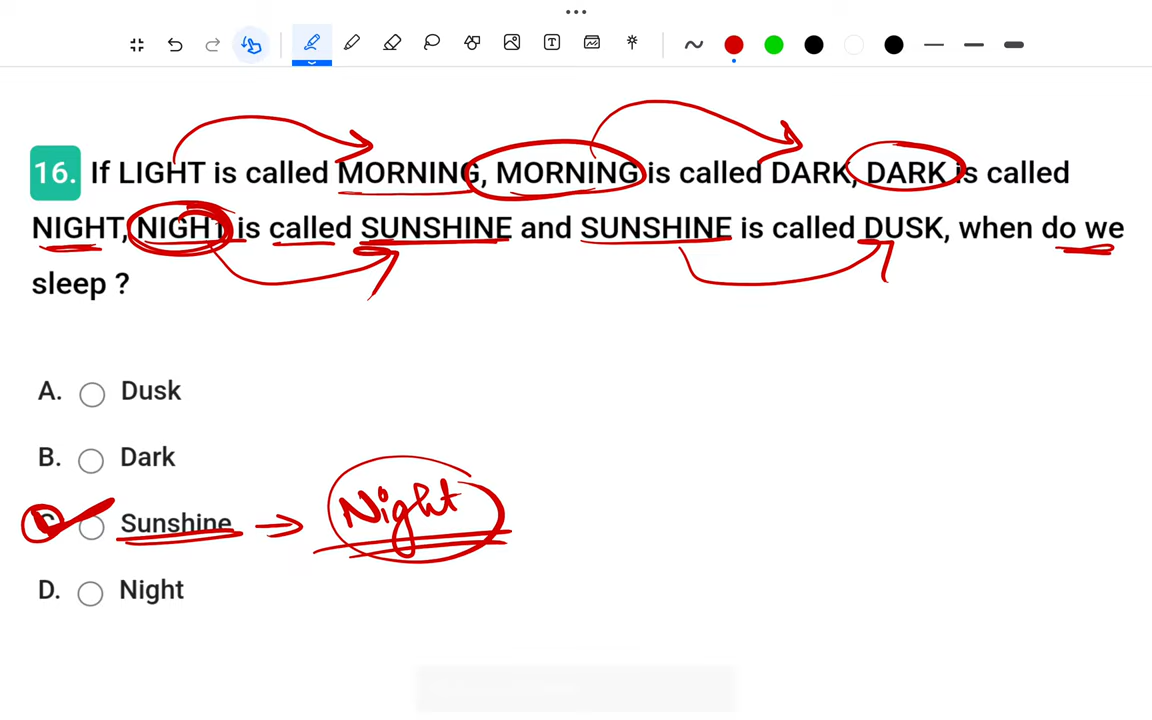 16. If LIGHT is called MORNING, MORNING is called DARK, DARK is called
NIGHT, NIGHT is called SUNSHINE and SUNSHINE is called DUSK, when do we
sleep ?
A. Dusk
B. Dark
C. Sunshine → Night
D. Night